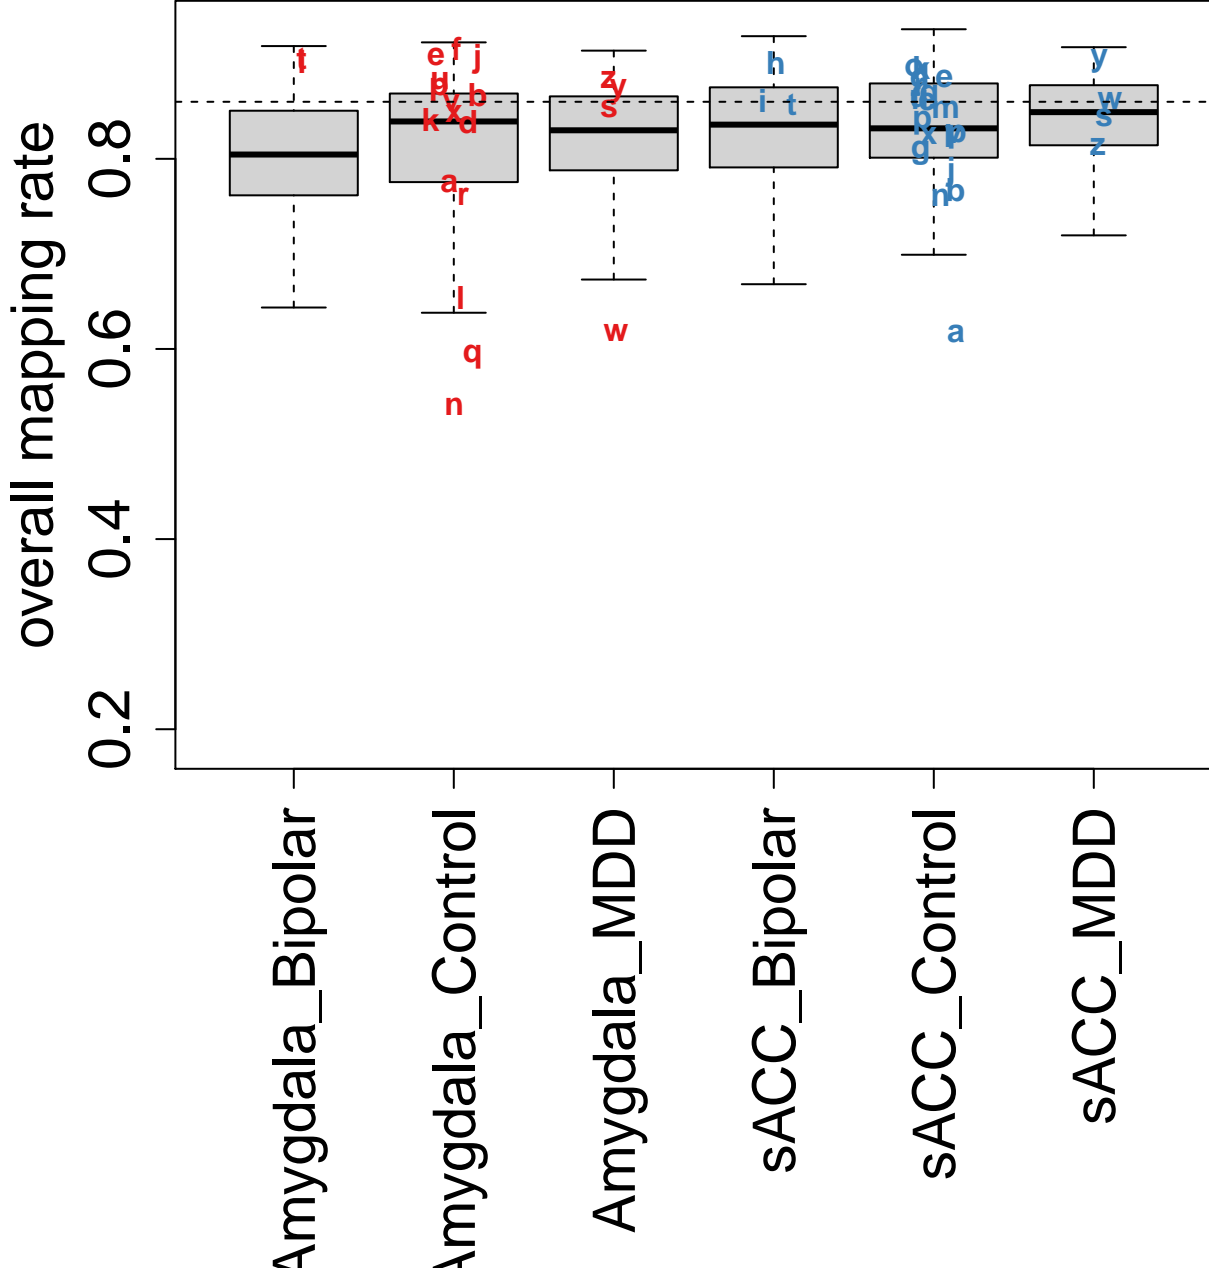 overall mapping rate
0.8
0.6
0.4
0.2
t
e
f
j
b
x
k
d
a
r
l
q
n
z
y
s
w
h
i
t
e
m
p
x
g
j
n
b
a
y
w
s
z
Amygdala_Bipolar
Amygdala_Control
Amygdala_MDD
sACC_Bipolar
sACC_Control
sACC_MDD